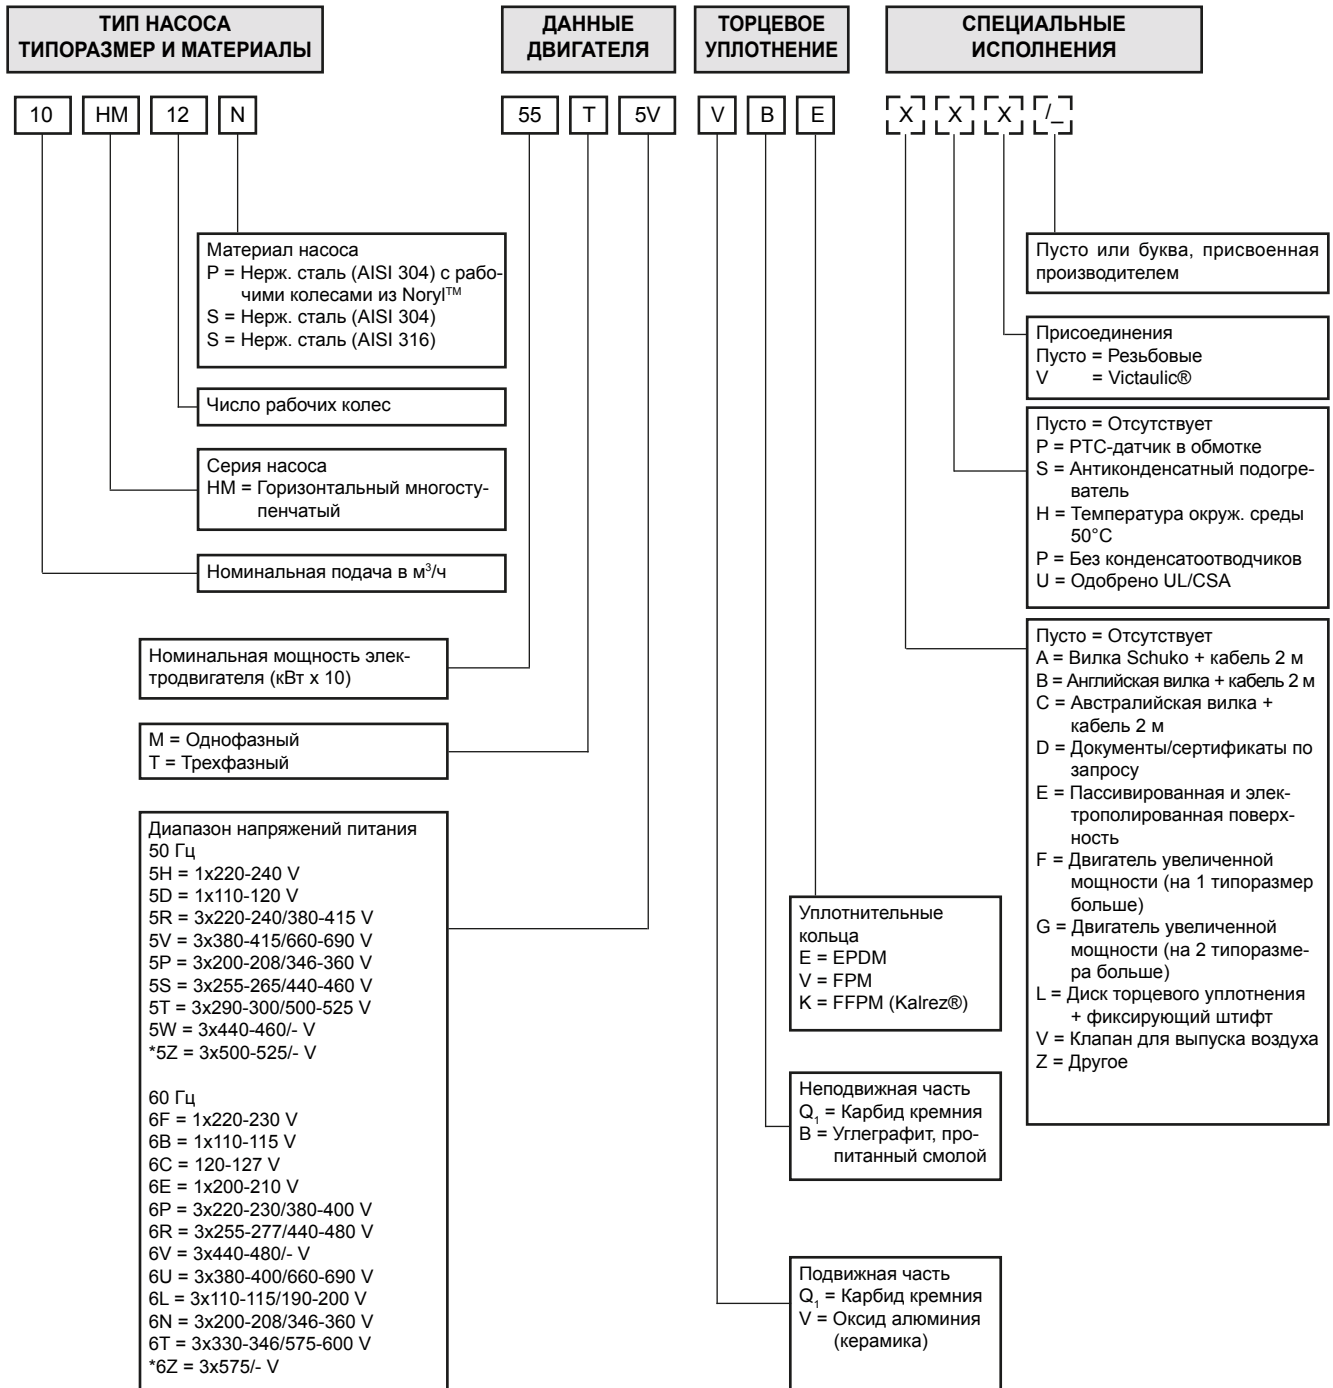 ТИП НАСОСА
ТИПОРАЗМЕР И МАТЕРИАЛЫ
ДАННЫЕ
ДВИГАТЕЛЯ
ТОРЦЕВОЕ
УПЛОТНЕНИЕ
СПЕЦИАЛЬНЫЕ
ИСПОЛНЕНИЯ
10 HM 12 N 55 T 5V V B E X X X /_
Материал насоса
P = Нерж. сталь (AISI 304) с рабо-
чими колесами из Noryl™
S = Нерж. сталь (AISI 304)
S = Нерж. сталь (AISI 316)
Число рабочих колес
Серия насоса
HM = Горизонтальный многосту-
пенчатый
Номинальная подача в м³/ч
Номинальная мощность элек-
тродвигателя (кВт х 10)
M = Однофазный
T = Трехфазный
Диапазон напряжений питания
50 Гц
5H = 1x220-240 V
5D = 1x110-120 V
5R = 3x220-240/380-415 V
5V = 3x380-415/660-690 V
5P = 3x200-208/346-360 V
5S = 3x255-265/440-460 V
5T = 3x290-300/500-525 V
5W = 3x440-460/- V
*5Z = 3x500-525/- V
60 Гц
6F = 1x220-230 V
6B = 1x110-115 V
6C = 120-127 V
6E = 1x200-210 V
6P = 3x220-230/380-400 V
6R = 3x255-277/440-480 V
6V = 3x440-480/- V
6U = 3x380-400/660-690 V
6L = 3x110-115/190-200 V
6N = 3x200-208/346-360 V
6T = 3x330-346/575-600 V
*6Z = 3x575/- V
Уплотнительные
кольца
E = EPDM
V = FPM
K = FFPM (Kalrez®)
Неподвижная часть
Q₁ = Карбид кремния
B = Углеграфит, про-
питанный смолой
Подвижная часть
Q₁ = Карбид кремния
V = Оксид алюминия
(керамика)
Пусто или буква, присвоенная
производителем
Присоединения
Пусто = Резьбовые
V = Victaulic®
Пусто = Отсутствует
P = PTC-датчик в обмотке
S = Антиконденсатный подогре-
ватель
H = Температура окруж. среды
50°C
P = Без конденсатоотводчиков
U = Одобрено UL/CSA
Пусто = Отсутствует
A = Вилка Schuko + кабель 2 м
B = Английская вилка + кабель 2 м
C = Австралийская вилка +
кабель 2 м
D = Документы/сертификаты по
запросу
E = Пассивированная и элек-
трополированная поверх-
ность
F = Двигатель увеличенной
мощности (на 1 типоразмер
больше)
G = Двигатель увеличенной
мощности (на 2 типоразме-
ра больше)
L = Диск торцевого уплотнения
+ фиксирующий штифт
V = Клапан для выпуска воздуха
Z = Другое